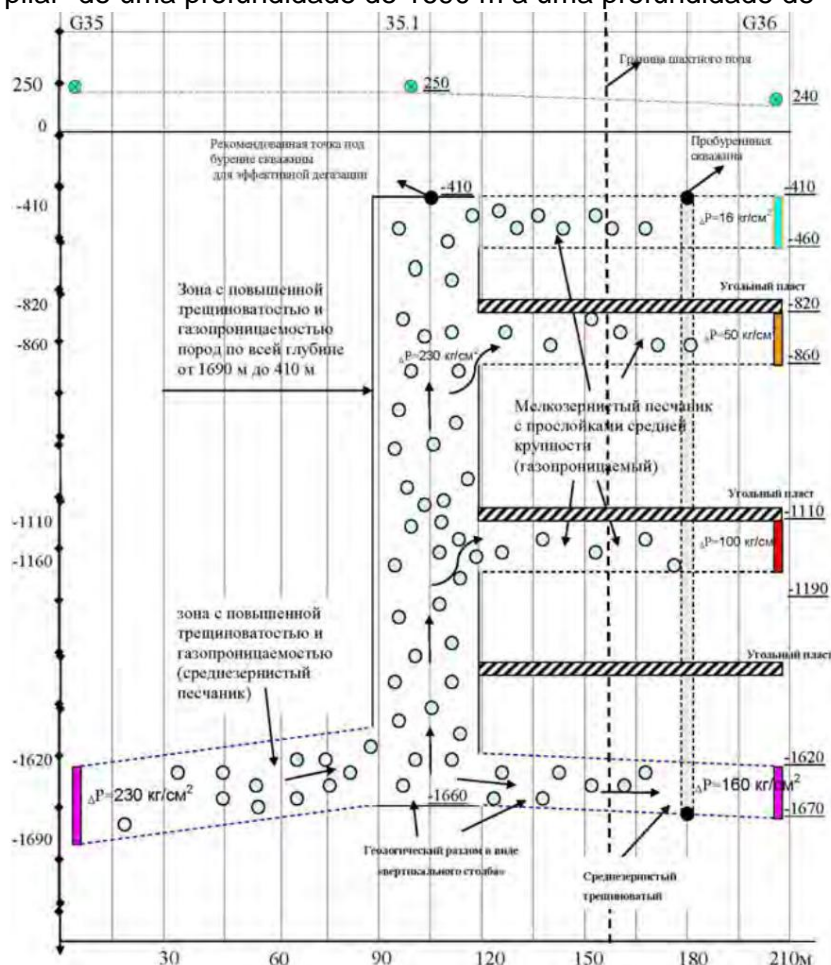 pilar" de uma profundidade de 1690 m a uma profundidade de
G35
35.1
G36
Граница шахтного поля
250
250
240
0
Рекомендованная точка под
бурение скважины
для эффективной дегазации
Пробуренная
скважина
-410
-410
-410
ΔP=16 кг/см²
-460
Зона с повышенной
трещиноватостью и
газопроницаемостью
пород по всей глубине
от 1690 м до 410 м
Угольный пласт
-820
-820
ΔP=230 кг/см²
ΔP=50 кг/см²
-860
-860
Мелкозернистый песчаник
с прослойками средней
крупности
(газопроницаемый)
Угольный пласт
-1110
-1110
ΔP=100 кг/см²
-1160
-1190
зона с повышенной
трещиноватостью и
газопроницаемостью
(среднезернистый
песчаник)
Угольный пласт
-1620
-1620
ΔP=230 кг/см²
ΔP=160 кг/см²
-1660
-1670
-1690
Геологический разлом в виде
«вертикального столба»
Среднезернистый
трещиноватый
30
60
90
120
150
180
210м